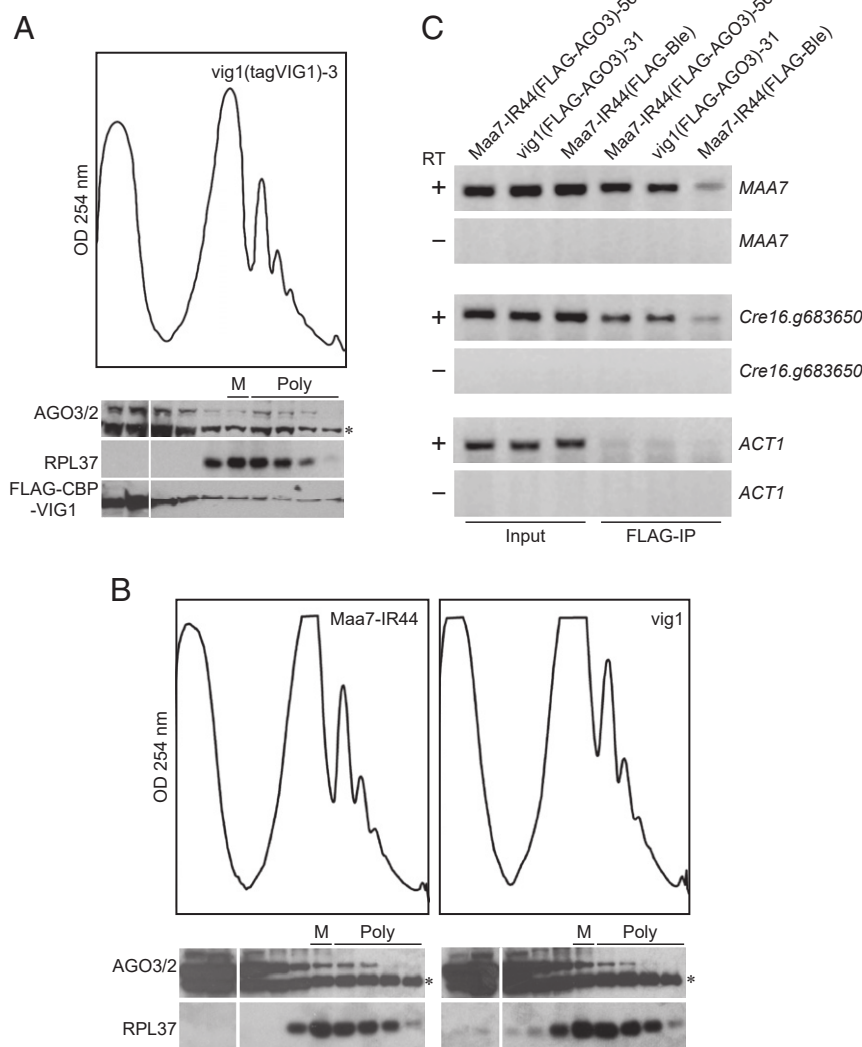 A
vig1(tagVIG1)-3
OD 254 nm
M Poly
AGO3/2
*
RPL37
FLAG-CBP
-VIG1
C
Maa7-IR44(FLAG-AGO3)-
vig1(FLAG-AGO3)-31
Maa7-IR44(FLAG-Ble)
Maa7-IR44(FLAG-AGO3)-
vig1(FLAG-AGO3)-31
Maa7-IR44(FLAG-Ble)
RT
+ MAA7
− MAA7
+ Cre16.g683650
− Cre16.g683650
+ ACT1
− ACT1
Input FLAG-IP
B
Maa7-IR44
vig1
OD 254 nm
M Poly
M Poly
AGO3/2
*
*
RPL37